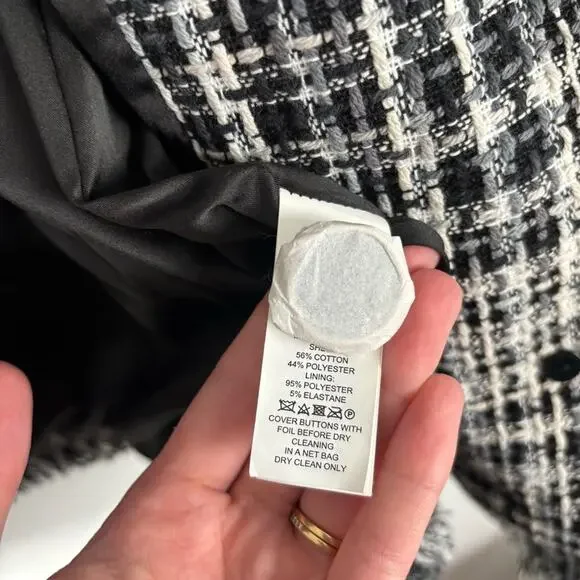 SHE
56% COTTON
44% POLYESTER
LINING:
95% POLYESTER
5% ELASTANE
P
COVER BUTTONS WITH
FOIL BEFORE DRY
CLEANING
IN A NET BAG
DRY CLEAN ONLY